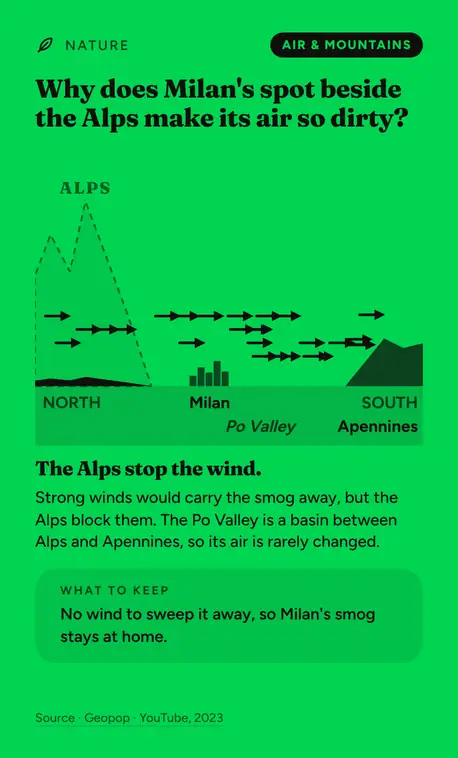 NATURE
AIR & MOUNTAINS
Why does Milan's spot beside
the Alps make its air so dirty?
ALPS
NORTH
Milan
SOUTH
Po Valley
Apennines
The Alps stop the wind.
Strong winds would carry the smog away, but the
Alps block them. The Po Valley is a basin between
Alps and Apennines, so its air is rarely changed.
WHAT TO KEEP
No wind to sweep it away, so Milan's smog
stays at home.
Source · Geopop · YouTube, 2023